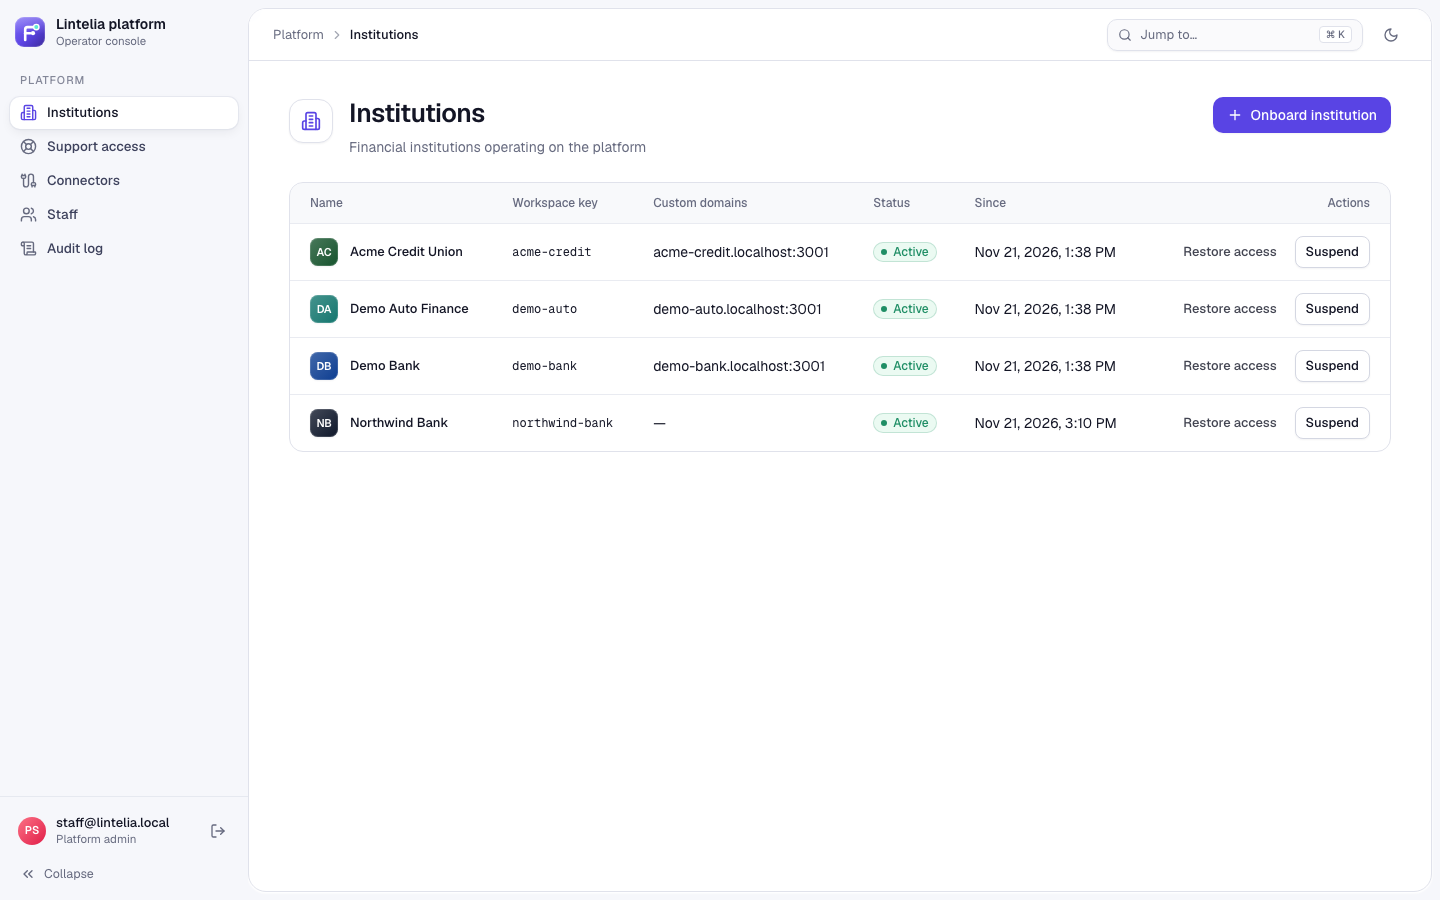 Lintelia platform
Operator console
PLATFORM
Institutions
Support access
Connectors
Staff
Audit log
PS
staff@lintelia.local
Platform admin
Collapse
Platform > Institutions
Jump to…
⌘ K
Institutions
Financial institutions operating on the platform
+ Onboard institution
Name Workspace key Custom domains Status Since Actions
AC Acme Credit Union acme-credit acme-credit.localhost:3001 Active Nov 21, 2026, 1:38 PM Restore access Suspend
DA Demo Auto Finance demo-auto demo-auto.localhost:3001 Active Nov 21, 2026, 1:38 PM Restore access Suspend
DB Demo Bank demo-bank demo-bank.localhost:3001 Active Nov 21, 2026, 1:38 PM Restore access Suspend
NB Northwind Bank northwind-bank — Active Nov 21, 2026, 3:10 PM Restore access Suspend